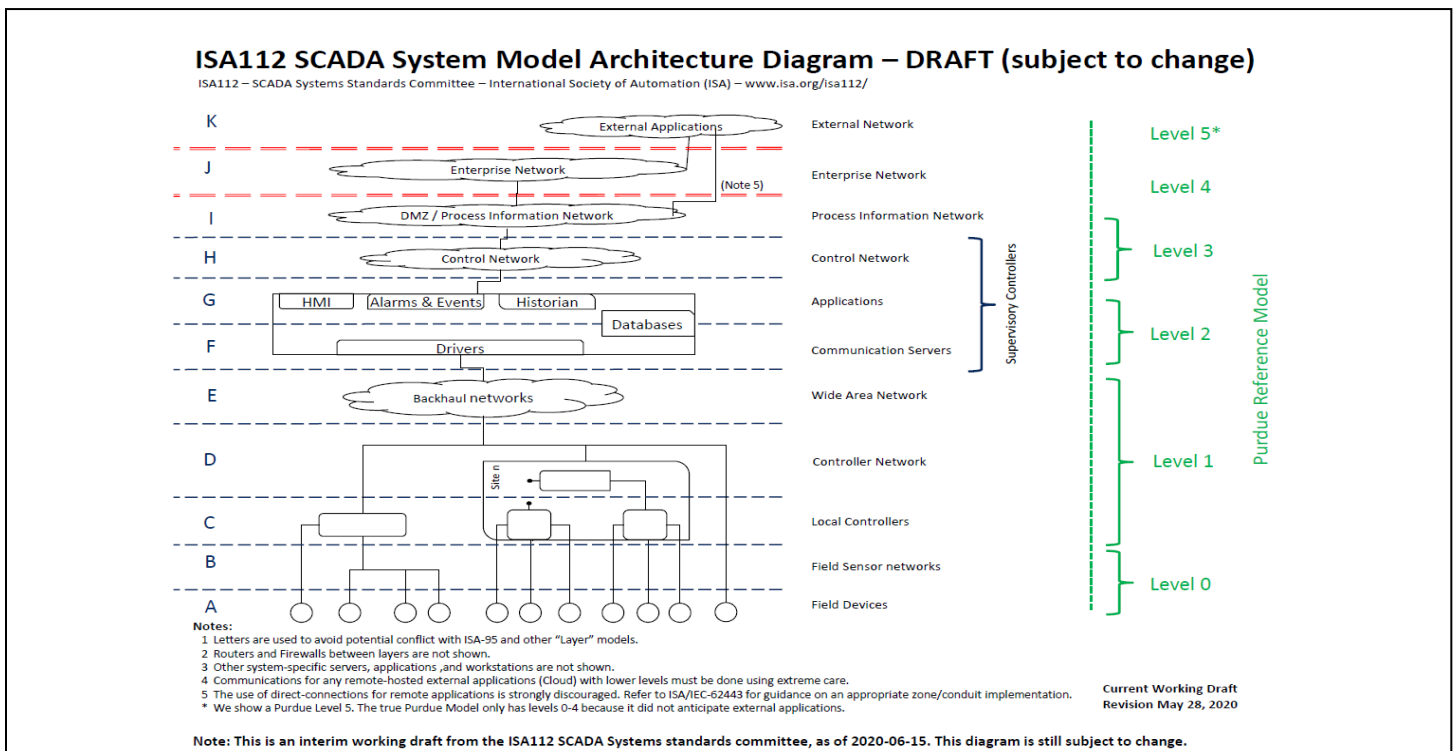 ISA112 SCADA System Model Architecture Diagram – DRAFT (subject to change)
ISA112 – SCADA Systems Standards Committee – International Society of Automation (ISA) – www.isa.org/isa112/
K
External Applications
External Network
Level 5*
J
Enterprise Network
(Note 5)
Enterprise Network
Level 4
I
DMZ / Process Information Network
Process Information Network
H
Control Network
Control Network
Level 3
G
HMI
Alarms & Events
Historian
Databases
Applications
Supervisory Controllers
F
Drivers
Communication Servers
Level 2
E
Backhaul networks
Wide Area Network
Purdue Reference Model
D
Site n
Controller Network
Level 1
C
Local Controllers
B
Field Sensor networks
Level 0
A
Field Devices
Notes:
1 Letters are used to avoid potential conflict with ISA-95 and other “Layer” models.
2 Routers and Firewalls between layers are not shown.
3 Other system-specific servers, applications ,and workstations are not shown.
4 Communications for any remote-hosted external applications (Cloud) with lower levels must be done using extreme care.
5 The use of direct-connections for remote applications is strongly discouraged. Refer to ISA/IEC-62443 for guidance on an appropriate zone/conduit implementation.
* We show a Purdue Level 5. The true Purdue Model only has levels 0-4 because it did not anticipate external applications.
Current Working Draft
Revision May 28, 2020
Note: This is an interim working draft from the ISA112 SCADA Systems standards committee, as of 2020-06-15. This diagram is still subject to change.